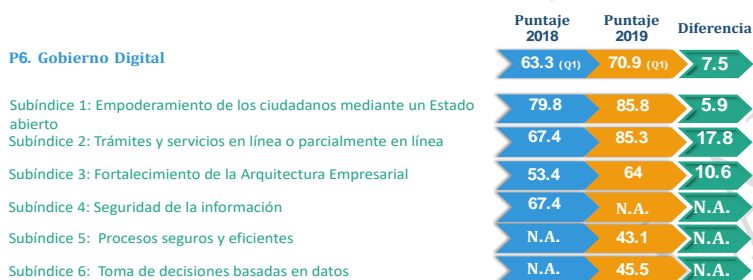 Puntaje 2018 Puntaje 2019 Diferencia
P6. Gobierno Digital 63.3 (Q1) 70.9 (Q1) 7.5
Subíndice 1: Empoderamiento de los ciudadanos mediante un Estado abierto 79.8 85.8 5.9
Subíndice 2: Trámites y servicios en línea o parcialmente en línea 67.4 85.3 17.8
Subíndice 3: Fortalecimiento de la Arquitectura Empresarial 53.4 64 10.6
Subíndice 4: Seguridad de la información 67.4 N.A. N.A.
Subíndice 5: Procesos seguros y eficientes N.A. 43.1 N.A.
Subíndice 6: Toma de decisiones basadas en datos N.A. 45.5 N.A.